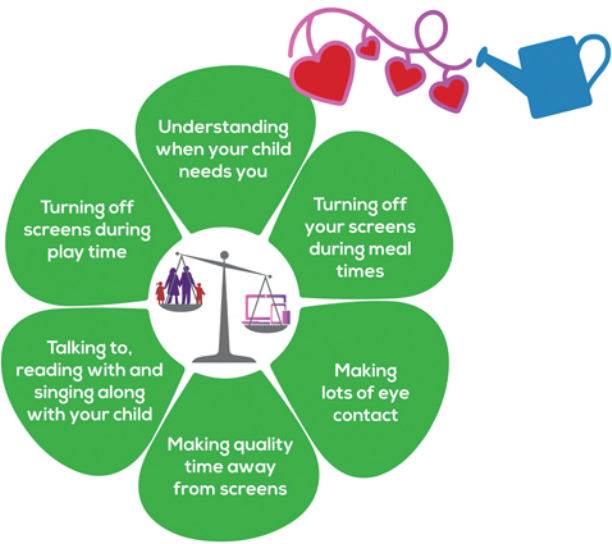 Understanding
when your child
needs you
Turning off
your screens
during meal
times
Making
lots of eye
contact
Making quality
time away
from screens
Talking to,
reading with and
singing along
with your child
Turning off
screens during
play time